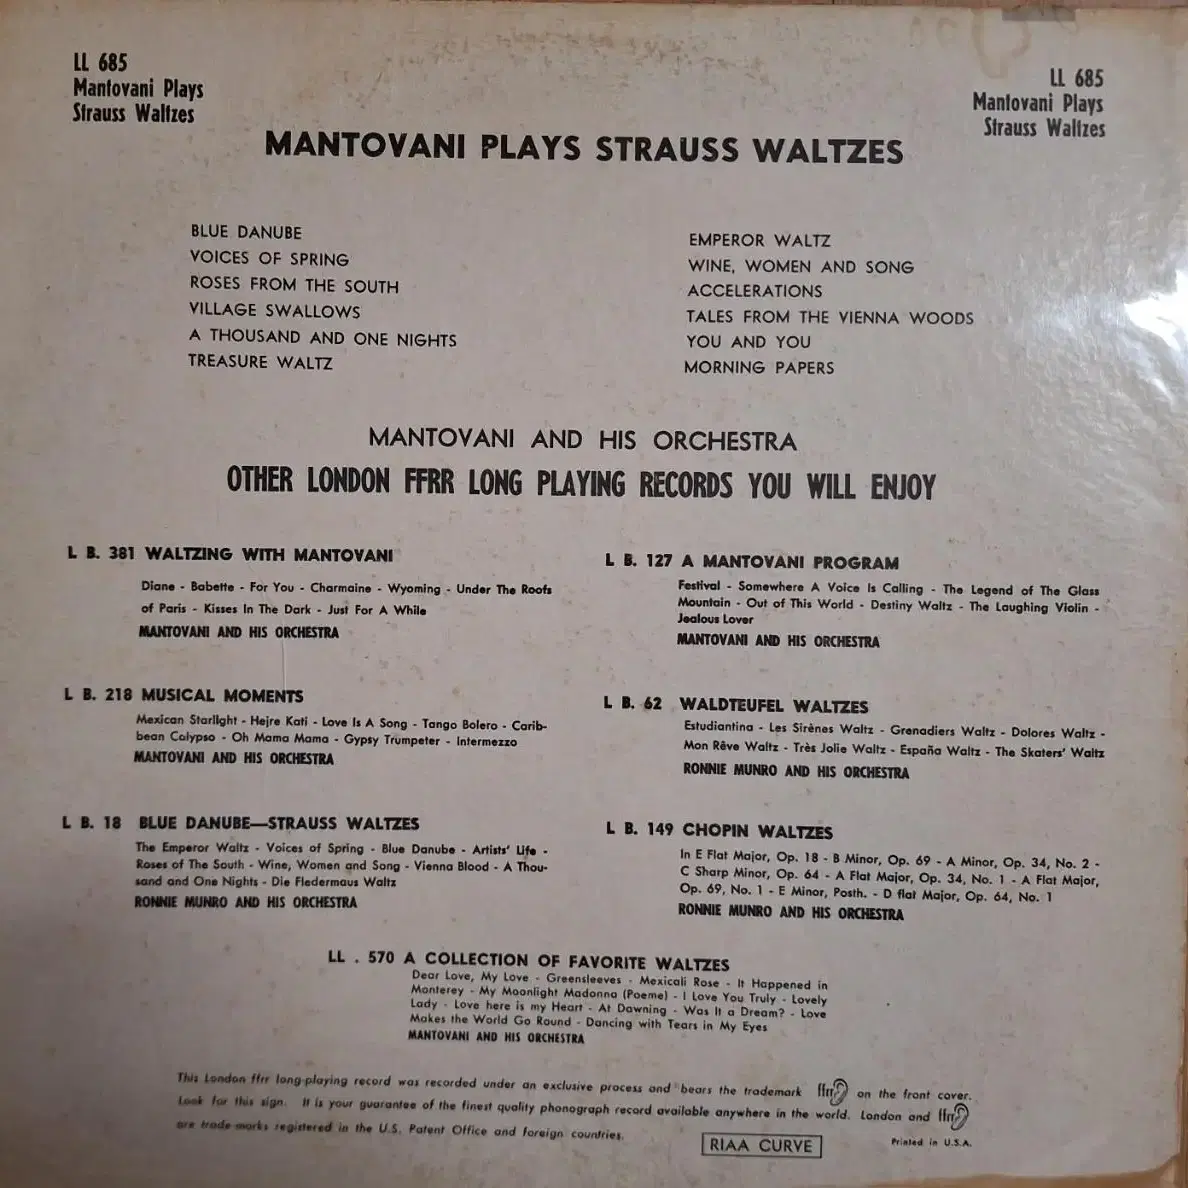 LL 685
Mantovani Plays
Strauss Waltzes
LL 685
Mantovani Plays
Strauss Waltzes
MANTOVANI PLAYS STRAUSS WALTZES
BLUE DANUBE
VOICES OF SPRING
ROSES FROM THE SOUTH
VILLAGE SWALLOWS
A THOUSAND AND ONE NIGHTS
TREASURE WALTZ
EMPEROR WALTZ
WINE, WOMEN AND SONG
ACCELERATIONS
TALES FROM THE VIENNA WOODS
YOU AND YOU
MORNING PAPERS
MANTOVANI AND HIS ORCHESTRA
OTHER LONDON FFRR LONG PLAYING RECORDS YOU WILL ENJOY
L B. 381 WALTZING WITH MANTOVANI
Diane - Babette - For You - Charmaine - Wyoming - Under The Roofs
of Paris - Kisses In The Dark - Just For A While
MANTOVANI AND HIS ORCHESTRA
L B. 127 A MANTOVANI PROGRAM
Festival - Somewhere A Voice Is Calling - The Legend of The Glass
Mountain - Out of This World - Destiny Waltz - The Laughing Violin -
Jealous Lover
MANTOVANI AND HIS ORCHESTRA
L B. 218 MUSICAL MOMENTS
Mexican Starlight - Hejre Kati - Love Is A Song - Tango Bolero - Carib-
bean Calypso - Oh Mama Mama - Gypsy Trumpeter - Intermezzo
MANTOVANI AND HIS ORCHESTRA
L B. 62 WALDTEUFEL WALTZES
Estudiantina - Les Sirènes Waltz - Grenadiers Waltz - Dolores Waltz -
Mon Rêve Waltz - Très Jolie Waltz - España Waltz - The Skaters' Waltz
RONNIE MUNRO AND HIS ORCHESTRA
L B. 18 BLUE DANUBE—STRAUSS WALTZES
The Emperor Waltz - Voices of Spring - Blue Danube - Artists' Life -
Roses of The South - Wine, Women and Song - Vienna Blood - A Thou-
sand and One Nights - Die Fledermaus Waltz
RONNIE MUNRO AND HIS ORCHESTRA
L B. 149 CHOPIN WALTZES
In E Flat Major, Op. 18 - B Minor, Op. 69 - A Minor, Op. 34, No. 2 -
C Sharp Minor, Op. 64 - A Flat Major, Op. 34, No. 1 - A Flat Major,
Op. 69, No. 1 - E Minor, Posth. - D flat Major, Op. 64, No. 1
RONNIE MUNRO AND HIS ORCHESTRA
LL . 570 A COLLECTION OF FAVORITE WALTZES
Dear Love, My Love - Greensleeves - Mexicali Rose - It Happened in
Monterey - My Moonlight Madonna (Poeme) - I Love You Truly - Lovely
Lady - Love here is my Heart - At Dawning - Was It a Dream? - Love
Makes the World Go Round - Dancing with Tears in My Eyes
MANTOVANI AND HIS ORCHESTRA
This London ffrr long-playing record was recorded under an exclusive process and bears the trademark ffrr on the front cover.
Look for this sign. It is your guarantee of the finest quality phonograph record available anywhere in the world. London and ffrr
are trade-marks registered in the U.S. Patent Office and foreign countries.
RIAA CURVE
Printed in U.S.A.